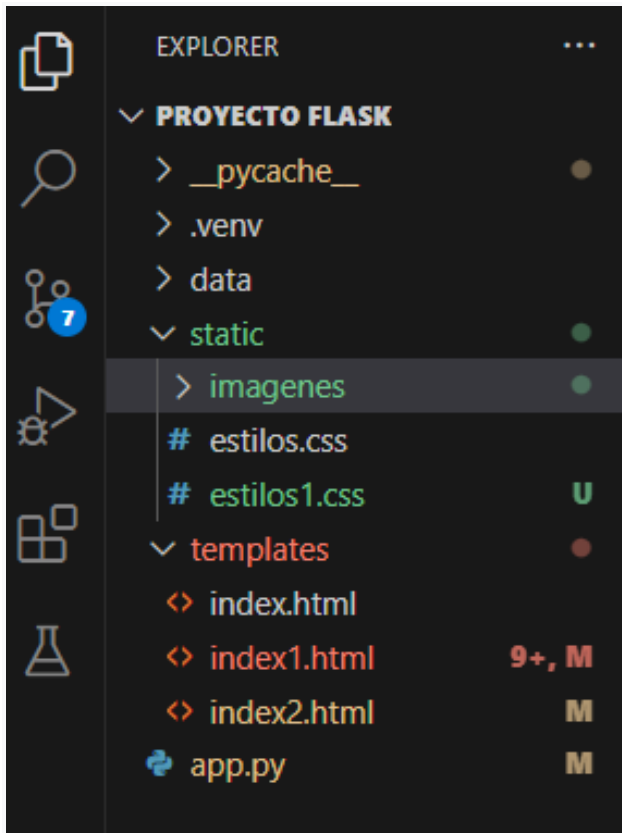 EXPLORER ...
PROYECTO FLASK
__pycache__
.venv
data
static
imagenes
7
# estilos.css
# estilos1.css U
templates
<> index.html
<> index1.html 9+, M
<> index2.html M
app.py M